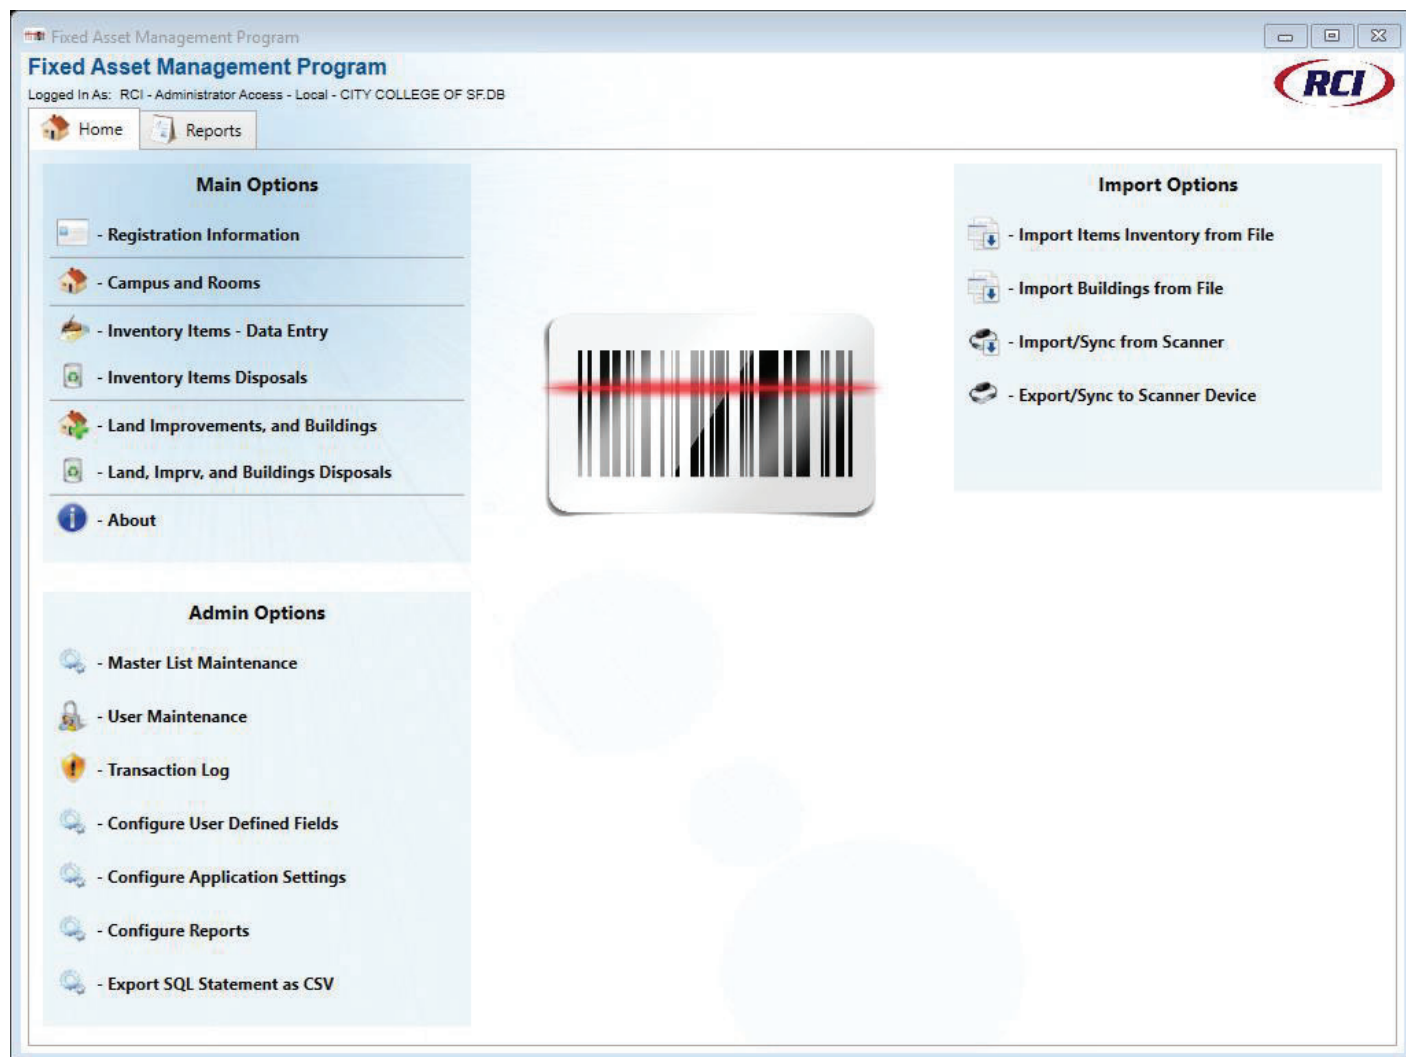 Fixed Asset Management Program
Fixed Asset Management Program
RCI
Logged In As: RCI - Administrator Access - Local - CITY COLLEGE OF SF.DB
Home
Reports
Main Options
- Registration Information
- Campus and Rooms
- Inventory Items - Data Entry
- Inventory Items Disposals
- Land Improvements, and Buildings
- Land, Imprv, and Buildings Disposals
- About
Admin Options
- Master List Maintenance
- User Maintenance
- Transaction Log
- Configure User Defined Fields
- Configure Application Settings
- Configure Reports
- Export SQL Statement as CSV
Import Options
- Import Items Inventory from File
- Import Buildings from File
- Import/Sync from Scanner
- Export/Sync to Scanner Device